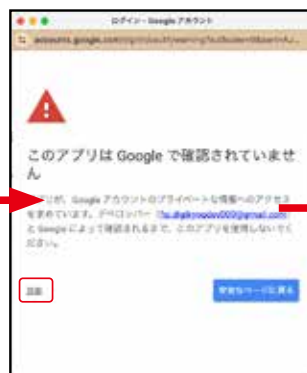 ログイン - Google アカウント
このアプリは Google で確認されていませ
ん
アプリが、Google アカウントのプライベートな情報へのアクセス
を求めています。デベロッパー
と Google によって確認されるまで、このアプリを使用しないでく
ださい。
詳細
安全なページに戻る